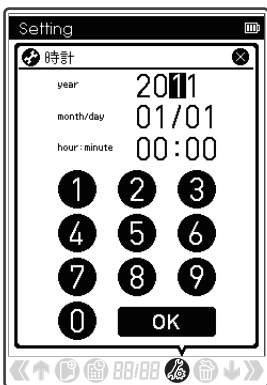 Setting
時計
year 2011
month/day 01/01
hour:minute 00:00
1 2 3
4 5 6
7 8 9
0 OK
88/88